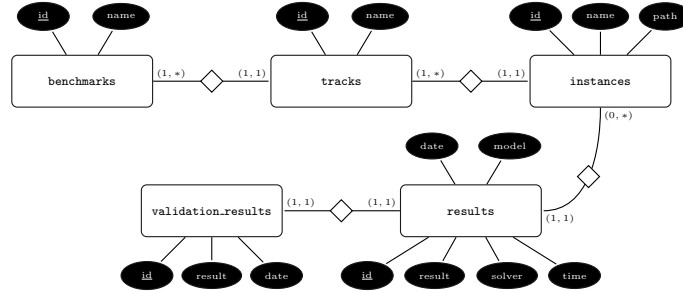 id name id name id name path
benchmarks (1, *) (1, 1) tracks (1, *) (1, 1) instances
(0, *)
date model
validation_results (1, 1) (1, 1) results (1, 1)
id result date id result solver time